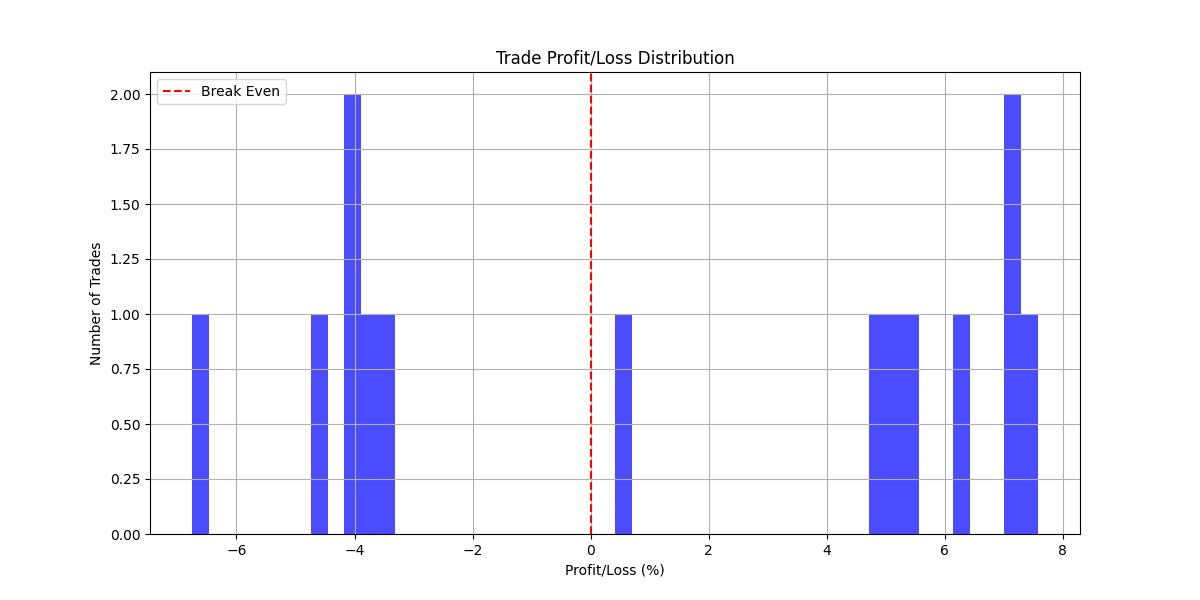 Trade Profit/Loss Distribution
Break Even
Number of Trades
2.00
1.75
1.50
1.25
1.00
0.75
0.50
0.25
0.00
−6 −4 −2 0 2 4 6 8
Profit/Loss (%)